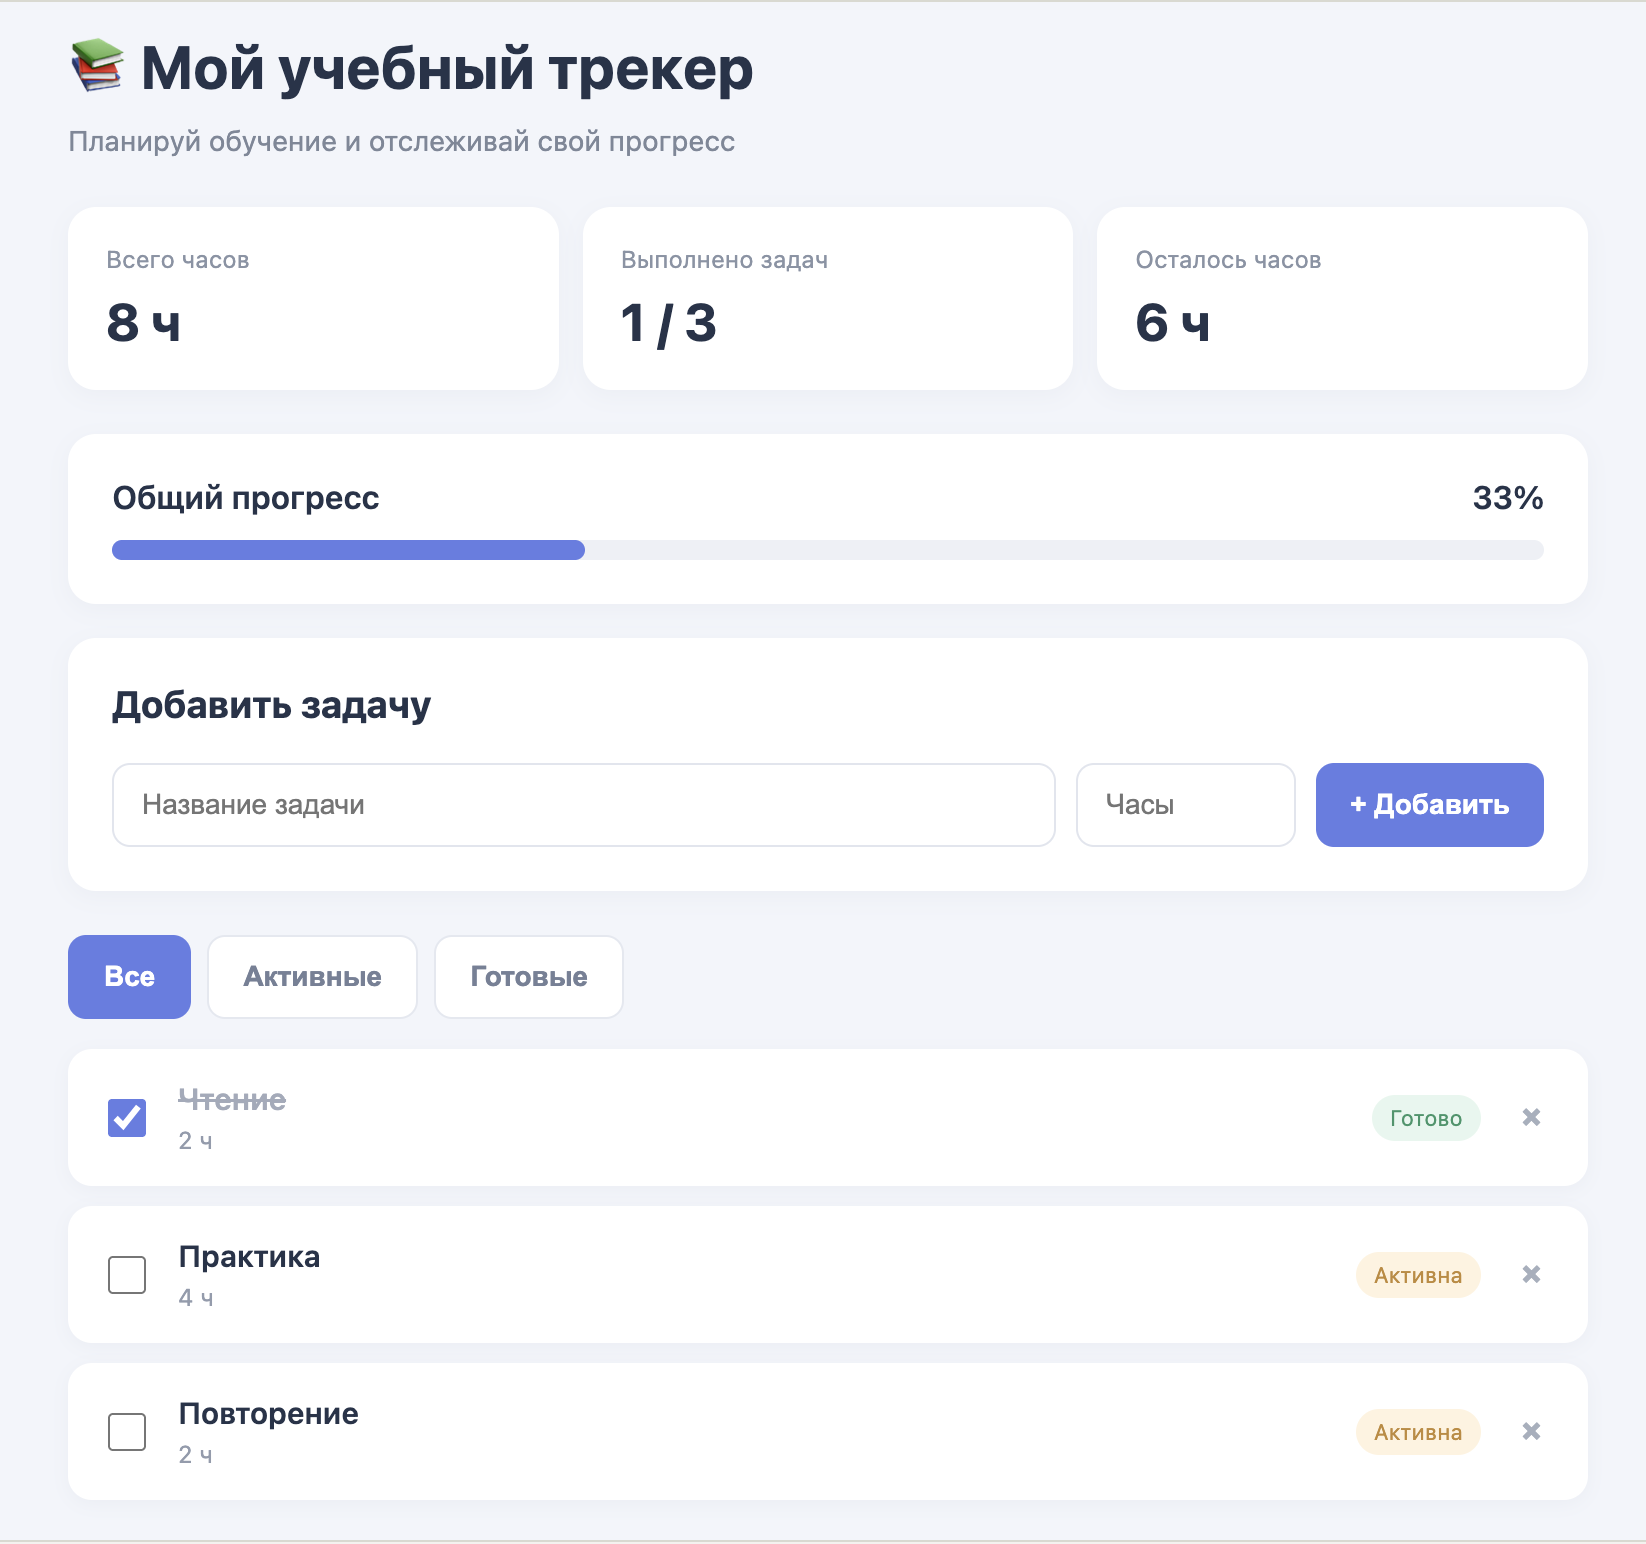 Мой учебный трекер
Планируй обучение и отслеживай свой прогресс
Всего часов
8 ч
Выполнено задач
1 / 3
Осталось часов
6 ч
Общий прогресс 33%
Добавить задачу
Название задачи Часы + Добавить
Все Активные Готовые
Чтение
2 ч
Готово
Практика
4 ч
Активна
Повторение
2 ч
Активна